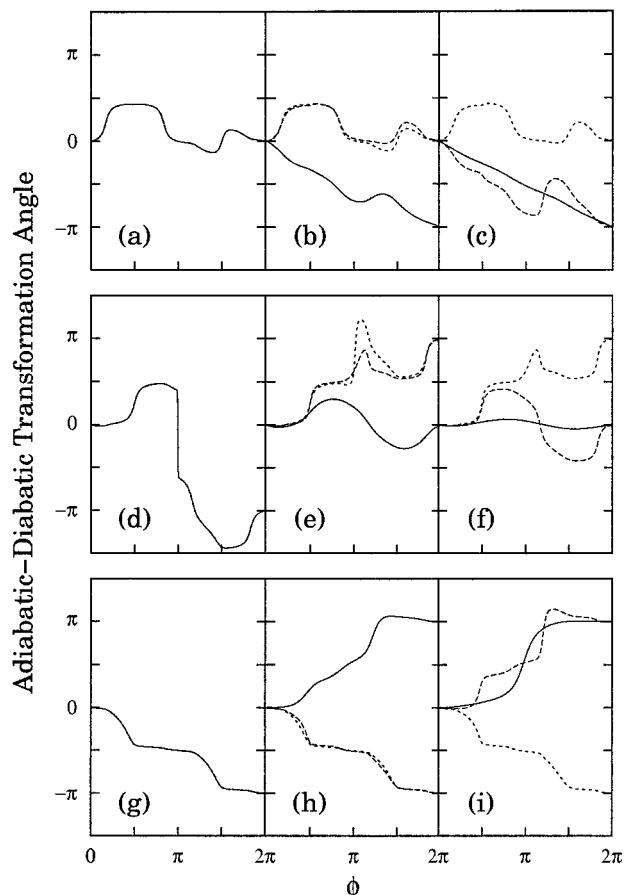 Adiabatic–Diabatic Transformation Angle
π
0
−π
(a)
(b)
(c)
π
0
−π
(d)
(e)
(f)
π
0
−π
(g)
(h)
(i)
0
π
2π
π
2π
π
2π
ϕ